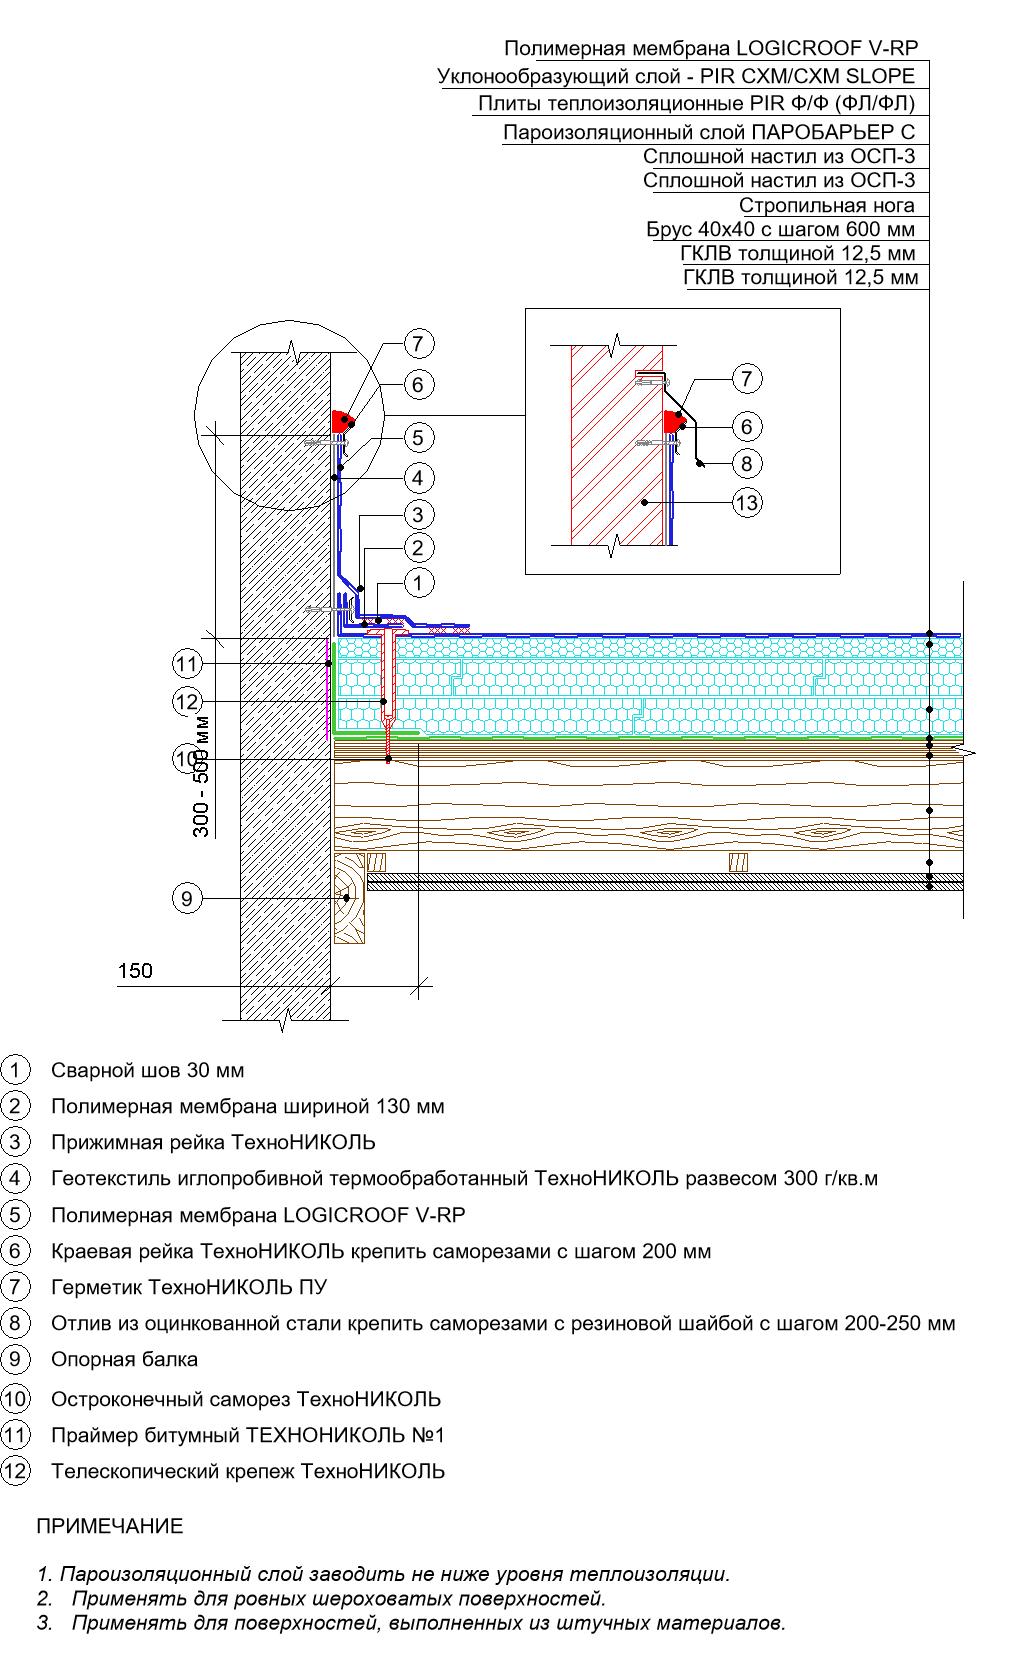 Полимерная мембрана LOGICROOF V-RP
Уклонообразующий слой - PIR СХМ/СХМ SLOPE
Плиты теплоизоляционные PIR Ф/Ф (ФЛ/ФЛ)
Пароизоляционный слой ПАРОБАРЬЕР С
Сплошной настил из ОСП-3
Сплошной настил из ОСП-3
Стропильная нога
Брус 40х40 с шагом 600 мм
ГКЛВ толщиной 12,5 мм
ГКЛВ толщиной 12,5 мм
7
6
5
4
3
2
1
7
6
8
13
11
12
10
300 - 500 мм
9
150
1 Сварной шов 30 мм
2 Полимерная мембрана шириной 130 мм
3 Прижимная рейка ТехноНИКОЛЬ
4 Геотекстиль иглопробивной термообработанный ТехноНИКОЛЬ развесом 300 г/кв.м
5 Полимерная мембрана LOGICROOF V-RP
6 Краевая рейка ТехноНИКОЛЬ крепить саморезами с шагом 200 мм
7 Герметик ТехноНИКОЛЬ ПУ
8 Отлив из оцинкованной стали крепить саморезами с резиновой шайбой с шагом 200-250 мм
9 Опорная балка
10 Остроконечный саморез ТехноНИКОЛЬ
11 Праймер битумный ТЕХНОНИКОЛЬ №1
12 Телескопический крепеж ТехноНИКОЛЬ
ПРИМЕЧАНИЕ
1. Пароизоляционный слой заводить не ниже уровня теплоизоляции.
2. Применять для ровных шероховатых поверхностей.
3. Применять для поверхностей, выполненных из штучных материалов.